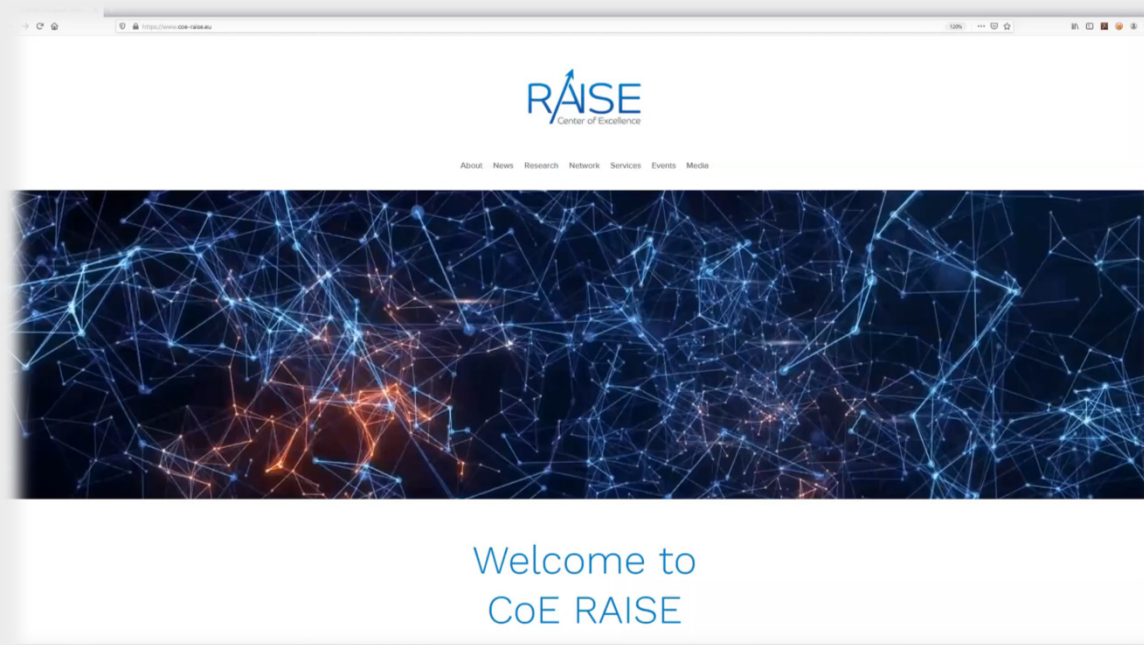 https://www.coe-raise.eu
120%
RAISE
Center of Excellence
About News Research Network Services Events Media
Welcome to
CoE RAISE